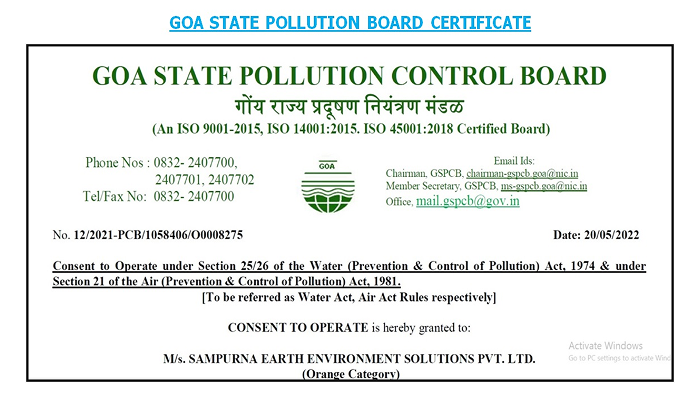 GOA STATE POLLUTION BOARD CERTIFICATE
GOA STATE POLLUTION CONTROL BOARD
गोंय राज्य प्रदूषण नियंत्रण मंडळ
(An ISO 9001-2015, ISO 14001:2015. ISO 45001:2018 Certified Board)
Phone Nos : 0832- 2407700,
2407701, 2407702
Tel/Fax No: 0832- 2407700
GOA
Email Ids:
Chairman, GSPCB, chairman-gspcb.goa@nic.in
Member Secretary, GSPCB, ms-gspcb.goa@nic.in
Office, mail.gspcb@gov.in
No. 12/2021-PCB/1058406/O0008275 Date: 20/05/2022
Consent to Operate under Section 25/26 of the Water (Prevention & Control of Pollution) Act, 1974 & under
Section 21 of the Air (Prevention & Control of Pollution) Act, 1981.
[To be referred as Water Act, Air Act Rules respectively]
CONSENT TO OPERATE is hereby granted to:
M/s. SAMPURNA EARTH ENVIRONMENT SOLUTIONS PVT. LTD.
(Orange Category)
Activate Windows
Go to PC settings to activate Wind